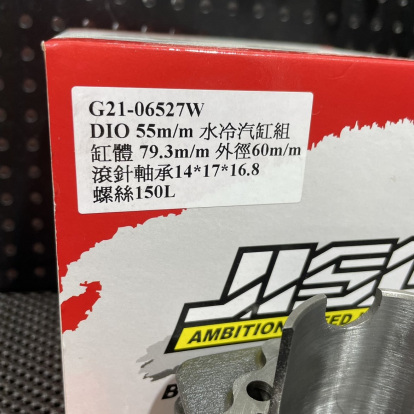 G21-06527W
DIO 55m/m 水冷汽缸組
缸體 79.3m/m 外徑60m/m
滾針軸承14*17*16.8
螺絲150L
JISO
AMBITION
B